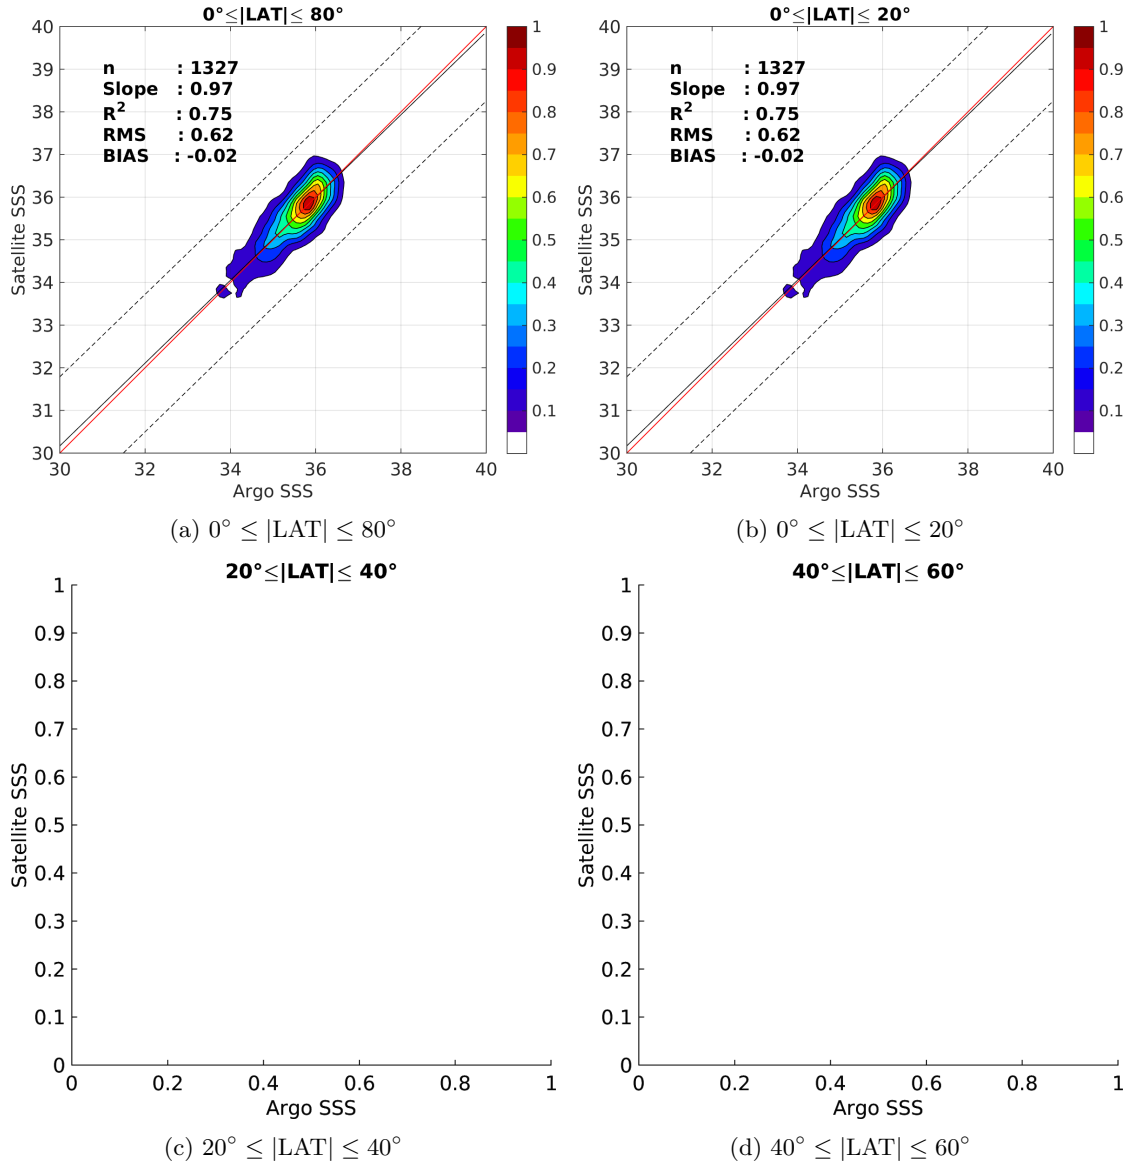 0°≤|LAT|≤ 80°
40
39
38
37
36
35
34
33
32
31
30
n : 1327
Slope : 0.97
R² : 0.75
RMS : 0.62
BIAS : -0.02
Satellite SSS
30 32 34 36 38 40
Argo SSS
1
0.9
0.8
0.7
0.6
0.5
0.4
0.3
0.2
0.1
(a) 0° ≤ |LAT| ≤ 80°
0°≤|LAT|≤ 20°
40
39
38
37
36
35
34
33
32
31
30
n : 1327
Slope : 0.97
R² : 0.75
RMS : 0.62
BIAS : -0.02
Satellite SSS
30 32 34 36 38 40
Argo SSS
1
0.9
0.8
0.7
0.6
0.5
0.4
0.3
0.2
0.1
(b) 0° ≤ |LAT| ≤ 20°
20°≤|LAT|≤ 40°
1
0.9
0.8
0.7
0.6
0.5
0.4
0.3
0.2
0.1
0
Satellite SSS
0 0.2 0.4 0.6 0.8 1
Argo SSS
(c) 20° ≤ |LAT| ≤ 40°
40°≤|LAT|≤ 60°
1
0.9
0.8
0.7
0.6
0.5
0.4
0.3
0.2
0.1
0
Satellite SSS
0 0.2 0.4 0.6 0.8 1
Argo SSS
(d) 40° ≤ |LAT| ≤ 60°